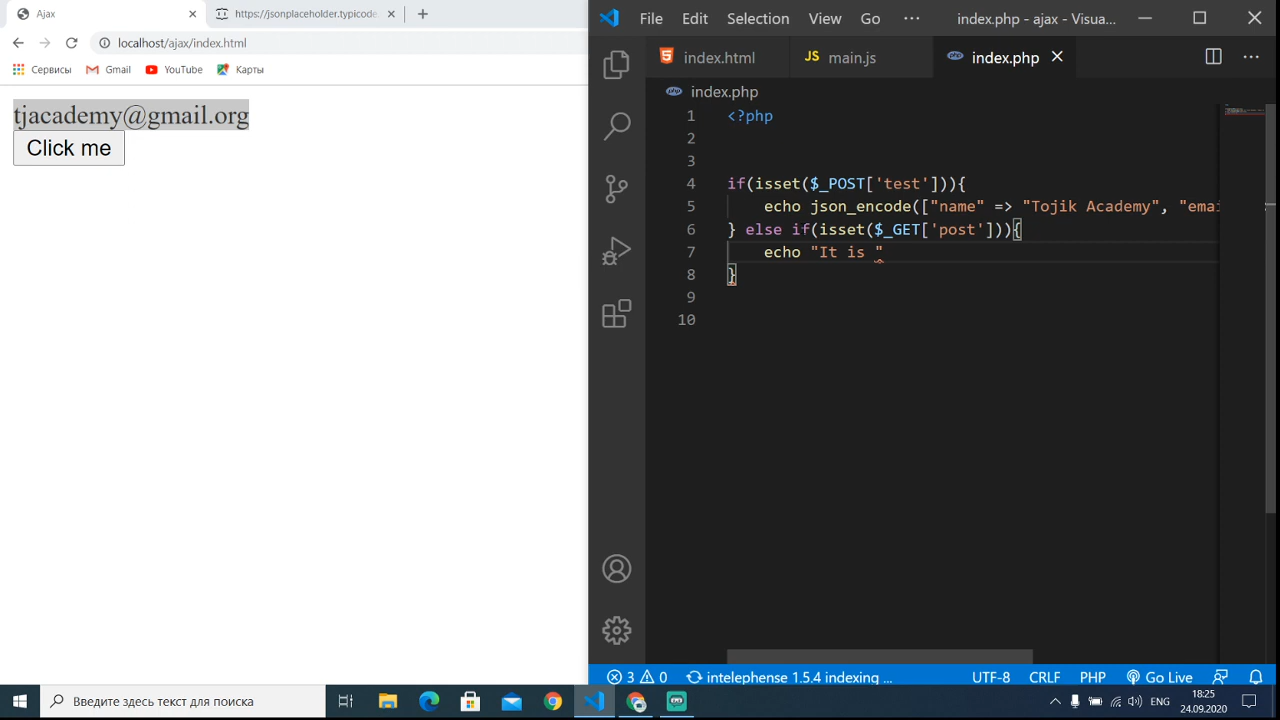 Ajax
https://jsonplaceholder.typicode.
localhost/ajax/index.html
Сервисы
Gmail
YouTube
Карты
tjacademy@gmail.org
Click me
File Edit Selection View Go ··· index.php - ajax - Visua...
index.html
JS main.js
index.php
index.php
1 <?php
2
3
4 if(isset($_POST['test'])){
5 echo json_encode(["name" => "Tojik Academy", "emai
6 } else if(isset($_GET['post'])){
7 echo "It is "
8 }
9
10
3 0 intelephense 1.5.4 indexing ... UTF-8 CRLF PHP Go Live
Введите здесь текст для поиска
ENG
18:25
24.09.2020